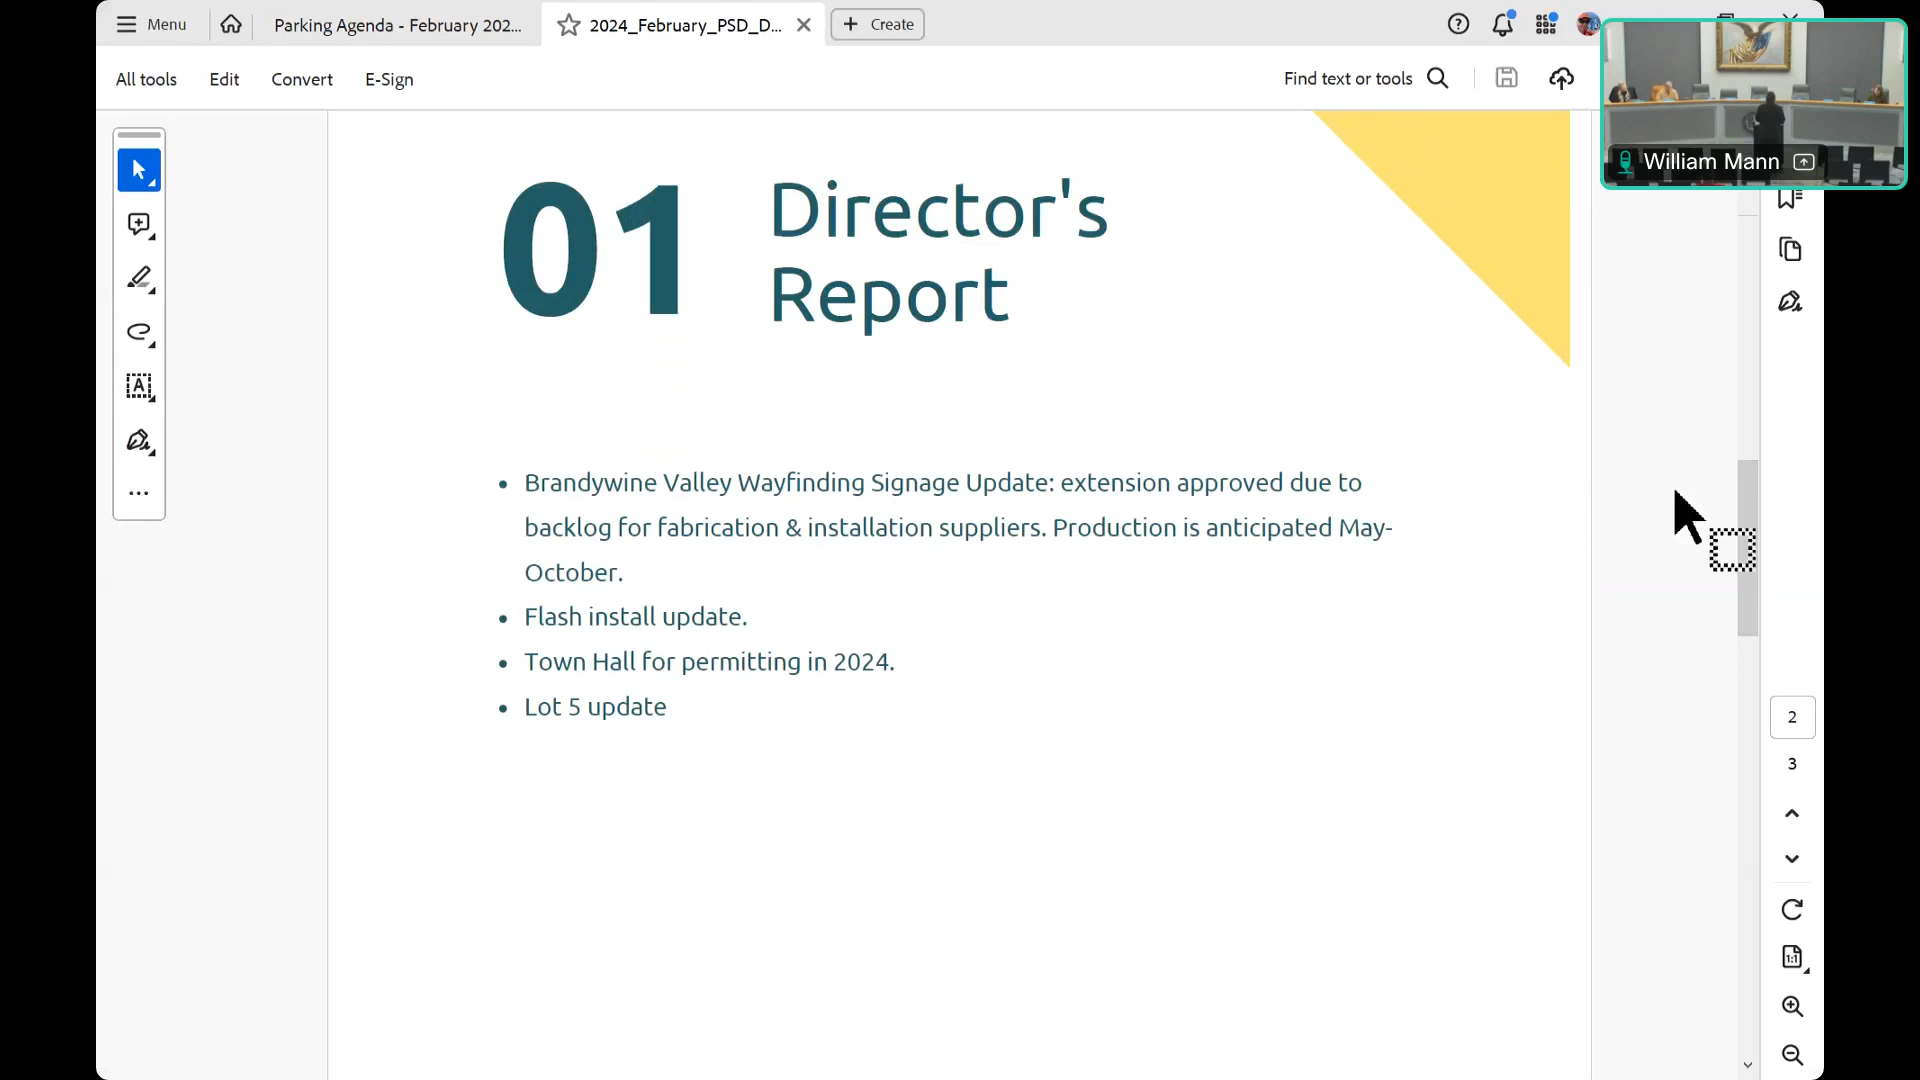 Menu
Parking Agenda - February 202...
2024_February_PSD_D...
Create
All tools
Edit
Convert
E-Sign
Find text or tools
William Mann
01
Director's
Report
• Brandywine Valley Wayfinding Signage Update: extension approved due to
backlog for fabrication & installation suppliers. Production is anticipated May-
October.
• Flash install update.
• Town Hall for permitting in 2024.
• Lot 5 update
2
3